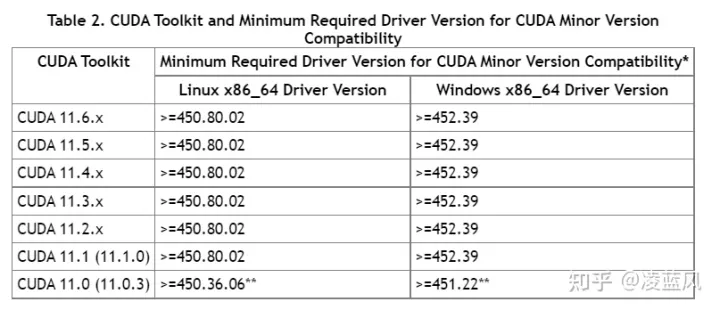 Table 2. CUDA Toolkit and Minimum Required Driver Version for CUDA Minor Version
Compatibility
CUDA Toolkit Minimum Required Driver Version for CUDA Minor Version Compatibility*
Linux x86_64 Driver Version Windows x86_64 Driver Version
CUDA 11.6.x >=450.80.02 >=452.39
CUDA 11.5.x >=450.80.02 >=452.39
CUDA 11.4.x >=450.80.02 >=452.39
CUDA 11.3.x >=450.80.02 >=452.39
CUDA 11.2.x >=450.80.02 >=452.39
CUDA 11.1 (11.1.0) >=450.80.02 >=452.39
CUDA 11.0 (11.0.3) >=450.36.06** >=451.22**
知乎 @凌蓝风